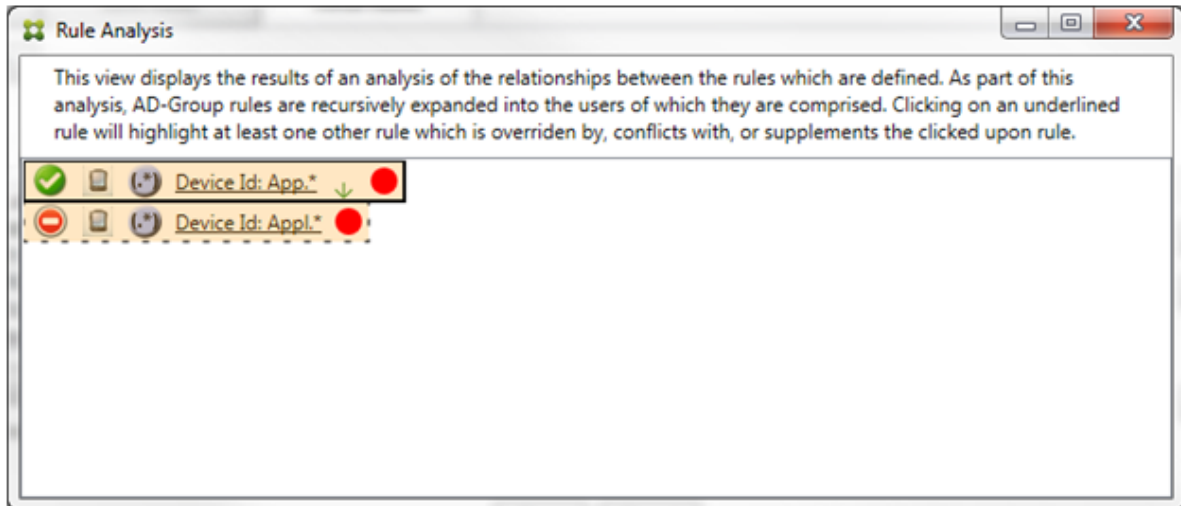 Rule Analysis
This view displays the results of an analysis of the relationships between the rules which are defined. As part of this
analysis, AD-Group rules are recursively expanded into the users of which they are comprised. Clicking on an underlined
rule will highlight at least one other rule which is overriden by, conflicts with, or supplements the clicked upon rule.
(.*) Device Id: App.*
(.*) Device Id: Appl.*